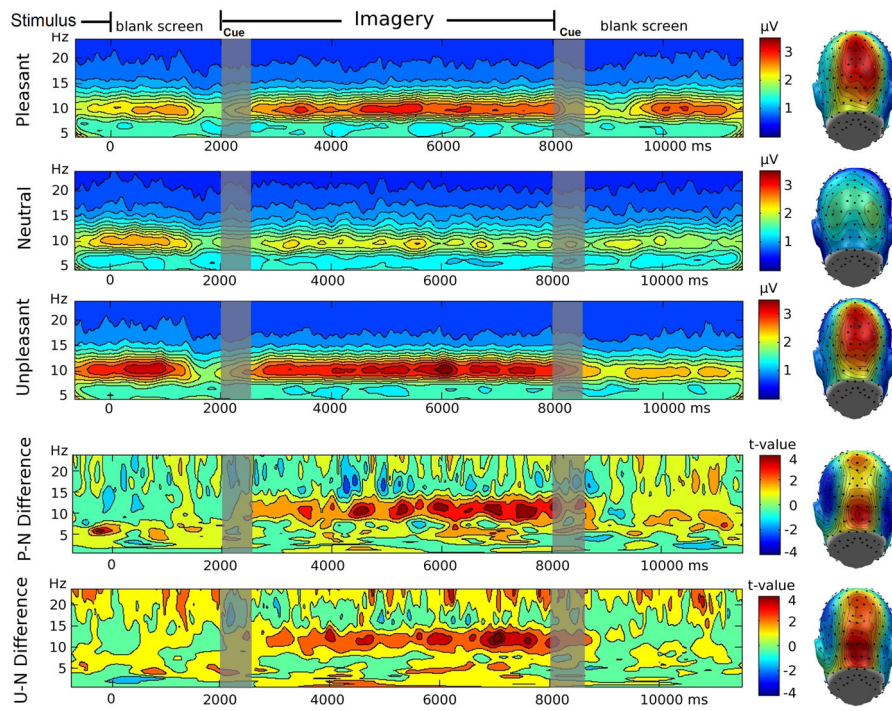 Stimulus blank screen Imagery blank screen
Cue Cue
Pleasant
Hz
20
15
10
5
0 2000 4000 6000 8000 10000 ms
µV
3
2
1
Neutral
Hz
20
15
10
5
0 2000 4000 6000 8000 10000 ms
µV
3
2
1
Unpleasant
Hz
20
15
10
5
0 2000 4000 6000 8000 10000 ms
µV
3
2
1
P-N Difference
Hz
20
15
10
5
0 2000 4000 6000 8000 10000 ms
t-value
4
2
0
-2
-4
U-N Difference
Hz
20
15
10
5
0 2000 4000 6000 8000 10000 ms
t-value
4
2
0
-2
-4